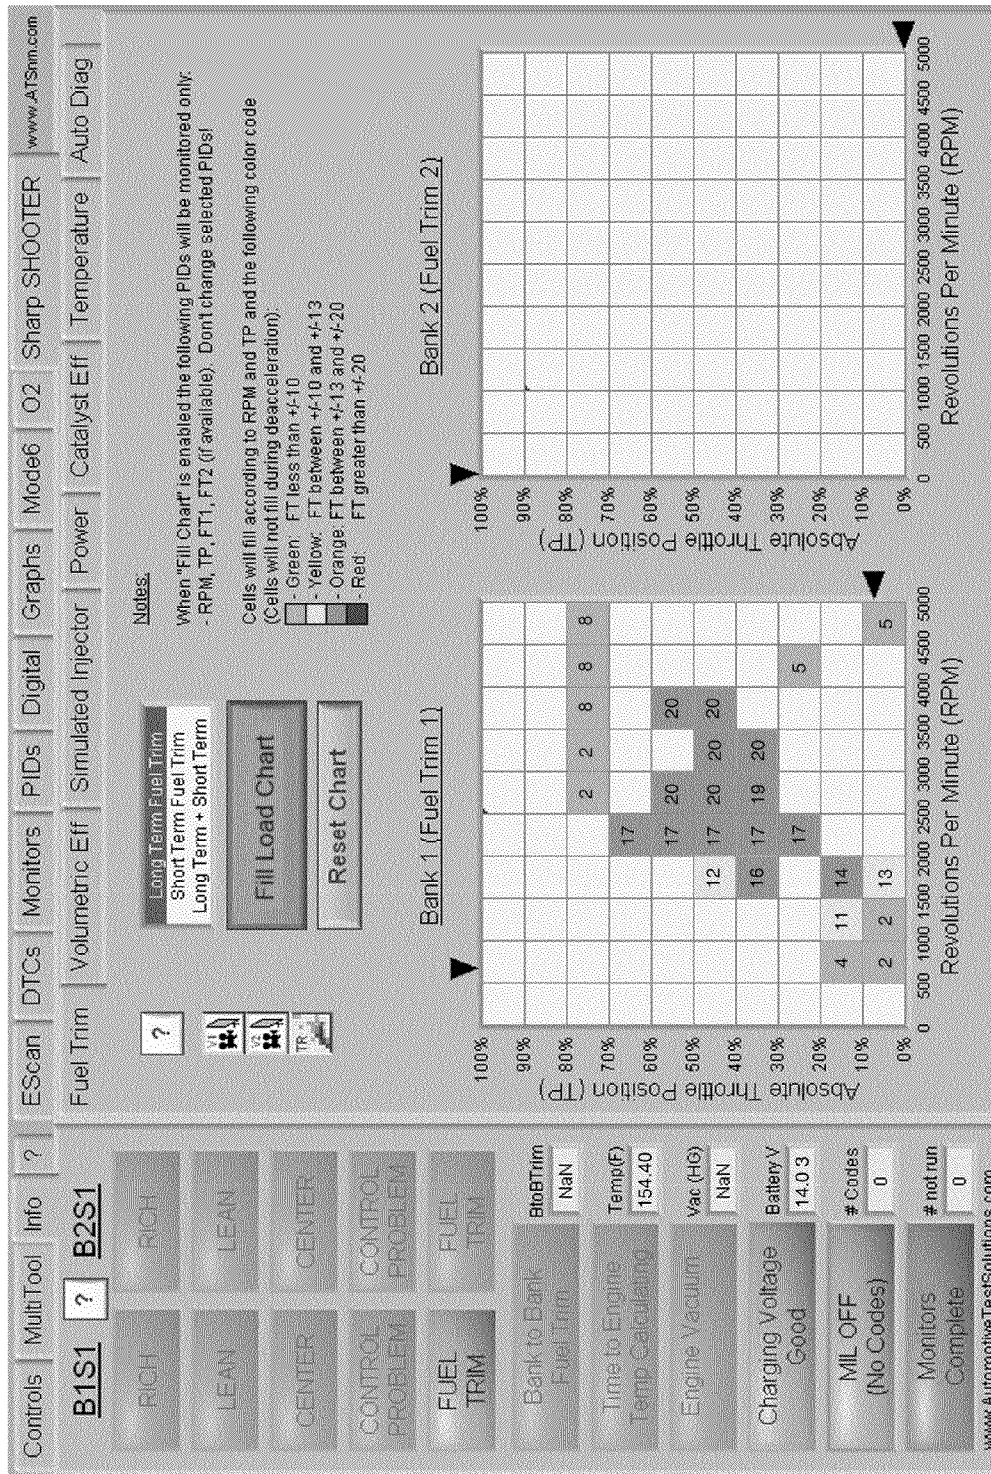 Controls MultiTool Info ? EScan DTCs Monitors PIDs Digital Graphs Mode6 O2 Sharp SHOOTER www.ATSnm.com
B1S1 ? B2S1
Fuel Trim Volumetric Eff Simulated Injector Power Catalyst Eff Temperature Auto Diag
RICH RICH
LEAN LEAN
CENTER CENTER
CONTROL CONTROL
PROBLEM PROBLEM
FUEL FUEL
TRIM TRIM
Bank to Bank
Fuel Trim
BtoBTrim
NaN
Time to Engine
Temp Calculating
Temp(F)
154.40
Engine Vacuum
Vac (HG)
NaN
Charging Voltage
Good
Battery V
14.0 3
MIL OFF
(No Codes)
# Codes
0
Monitors
Complete
# not run
0
www.AutomotiveTestSolutions.com
?
V1
V2
TR
Long Term Fuel Trim
Short Term Fuel Trim
Long Term + Short Term
Fill Load Chart
Reset Chart
Notes:
When "Fill Chart" is enabled the following PIDs will be monitored only:
- RPM, TP, FT1, FT2 (if available). Don't change selected PIDs!
Cells will fill according to RPM and TP and the following color code
(Cells will not fill during deacceleration):
- Green FT less than +/-10
- Yellow: FT between +/-10 and +/-13
- Orange: FT between +/-13 and +/-20
- Red FT greater than +/-20
Bank 1 (Fuel Trim 1)
Absolute Throttle Position (TP)
100%
90%
80%
2 2 8 8 8
70%
17
60%
17 20 20
50%
12 17 20 20 20
40%
16 17 19 20
30%
17 5
20%
4 11 14
10%
2 2 13 5
0%
0 500 1000 1500 2000 2500 3000 3500 4000 4500 5000
Revolutions Per Minute (RPM)
Bank 2 (Fuel Trim 2)
Absolute Throttle Position (TP)
100%
90%
80%
70%
60%
50%
40%
30%
20%
10%
0%
0 500 1000 1500 2000 2500 3000 3500 4000 4500 5000
Revolutions Per Minute (RPM)